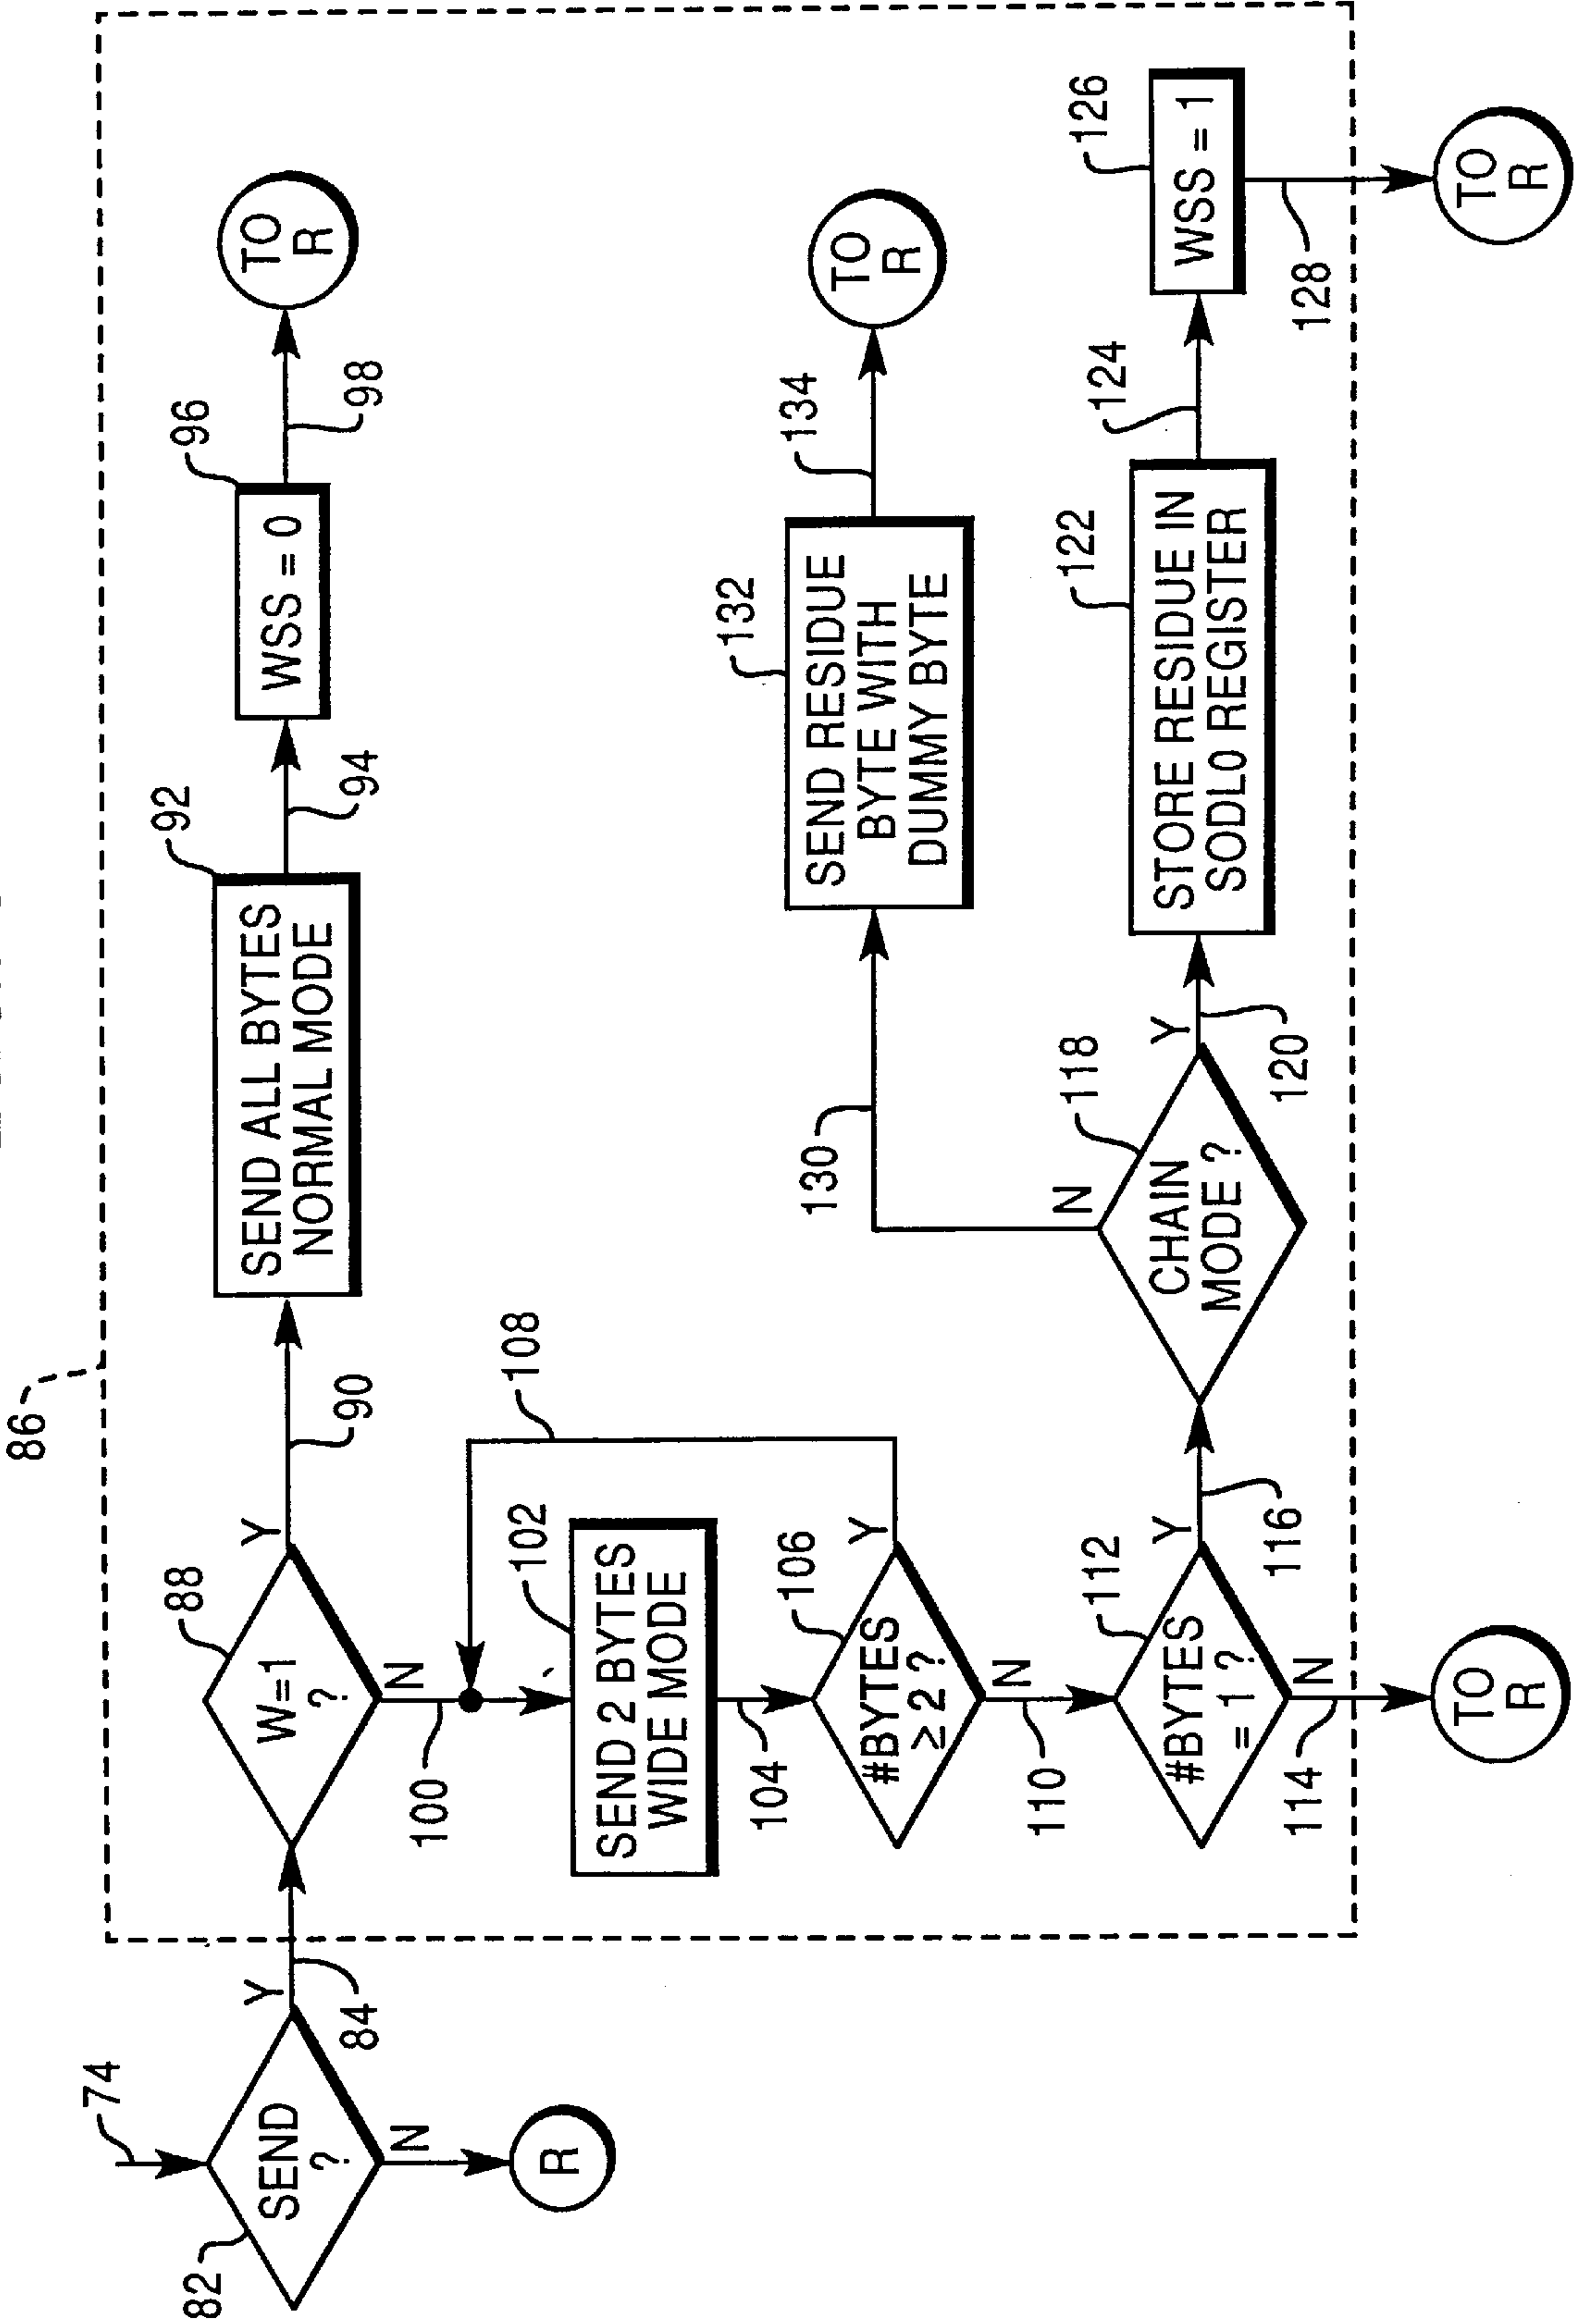 86
74
82
SEND
?
Y
84
N
R
88
W=1
?
Y
90
92
SEND ALL BYTES
NORMAL MODE
94
96
WSS = 0
98
TO
R
N
100
102
SEND 2 BYTES
WIDE MODE
104
106
#BYTES
≥ 2 ?
Y
108
N
110
112
#BYTES
= 1 ?
N
114
TO
R
Y
116
118
CHAIN
MODE ?
N
130
132
SEND RESIDUE
BYTE WITH
DUMMY BYTE
134
TO
R
Y
120
122
STORE RESIDUE IN
SODL0 REGISTER
124
126
WSS = 1
128
TO
R